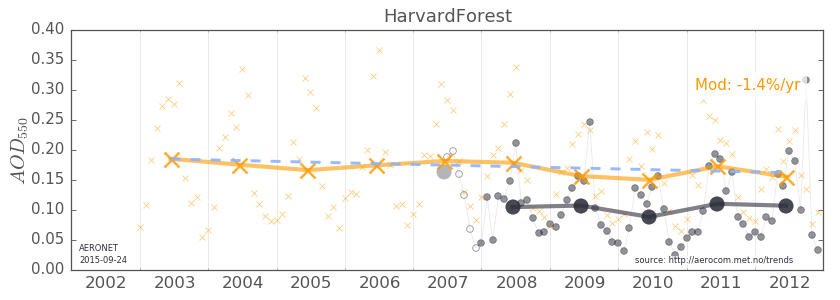 HarvardForest
0.40
0.35
0.30
0.25
0.20
0.15
0.10
0.05
0.00
AOD550
Mod: -1.4%/yr
AERONET
2015-09-24
source: http://aerocom.met.no/trends
2002 2003 2004 2005 2006 2007 2008 2009 2010 2011 2012